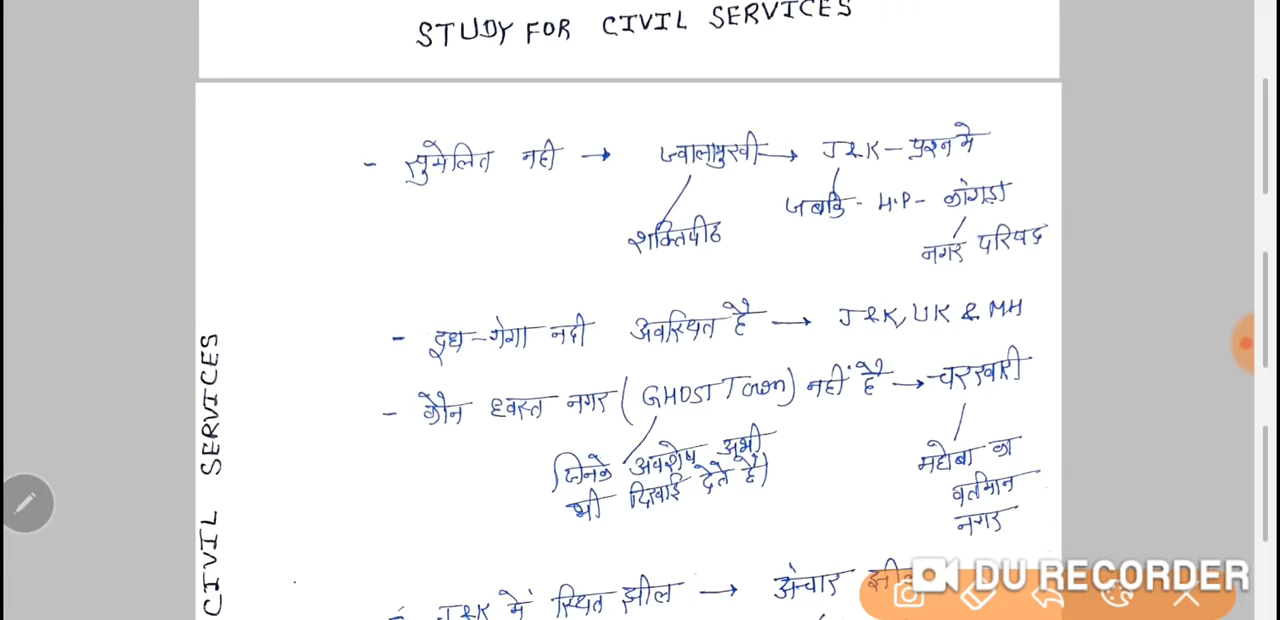 STUDY FOR CIVIL SERVICES
- सुमेलित नही → ज्वालामुखी → J&K - प्रश्न में
जबकि - H.P - काँगड़ा
शक्तिपीठ
नगर परिषद
- दूध-गंगा नदी अवस्थित है → J&K, UK & MH
- कौन ध्वस्त नगर (GHOST Town) नहीं है → चरखारी
जिनके अवशेष अभी
भी दिखाई देते हैं।
महोबा का
वर्तमान
नगर
- J&K में स्थित झील → अंचार झील
CIVIL SERVICES
DU RECORDER